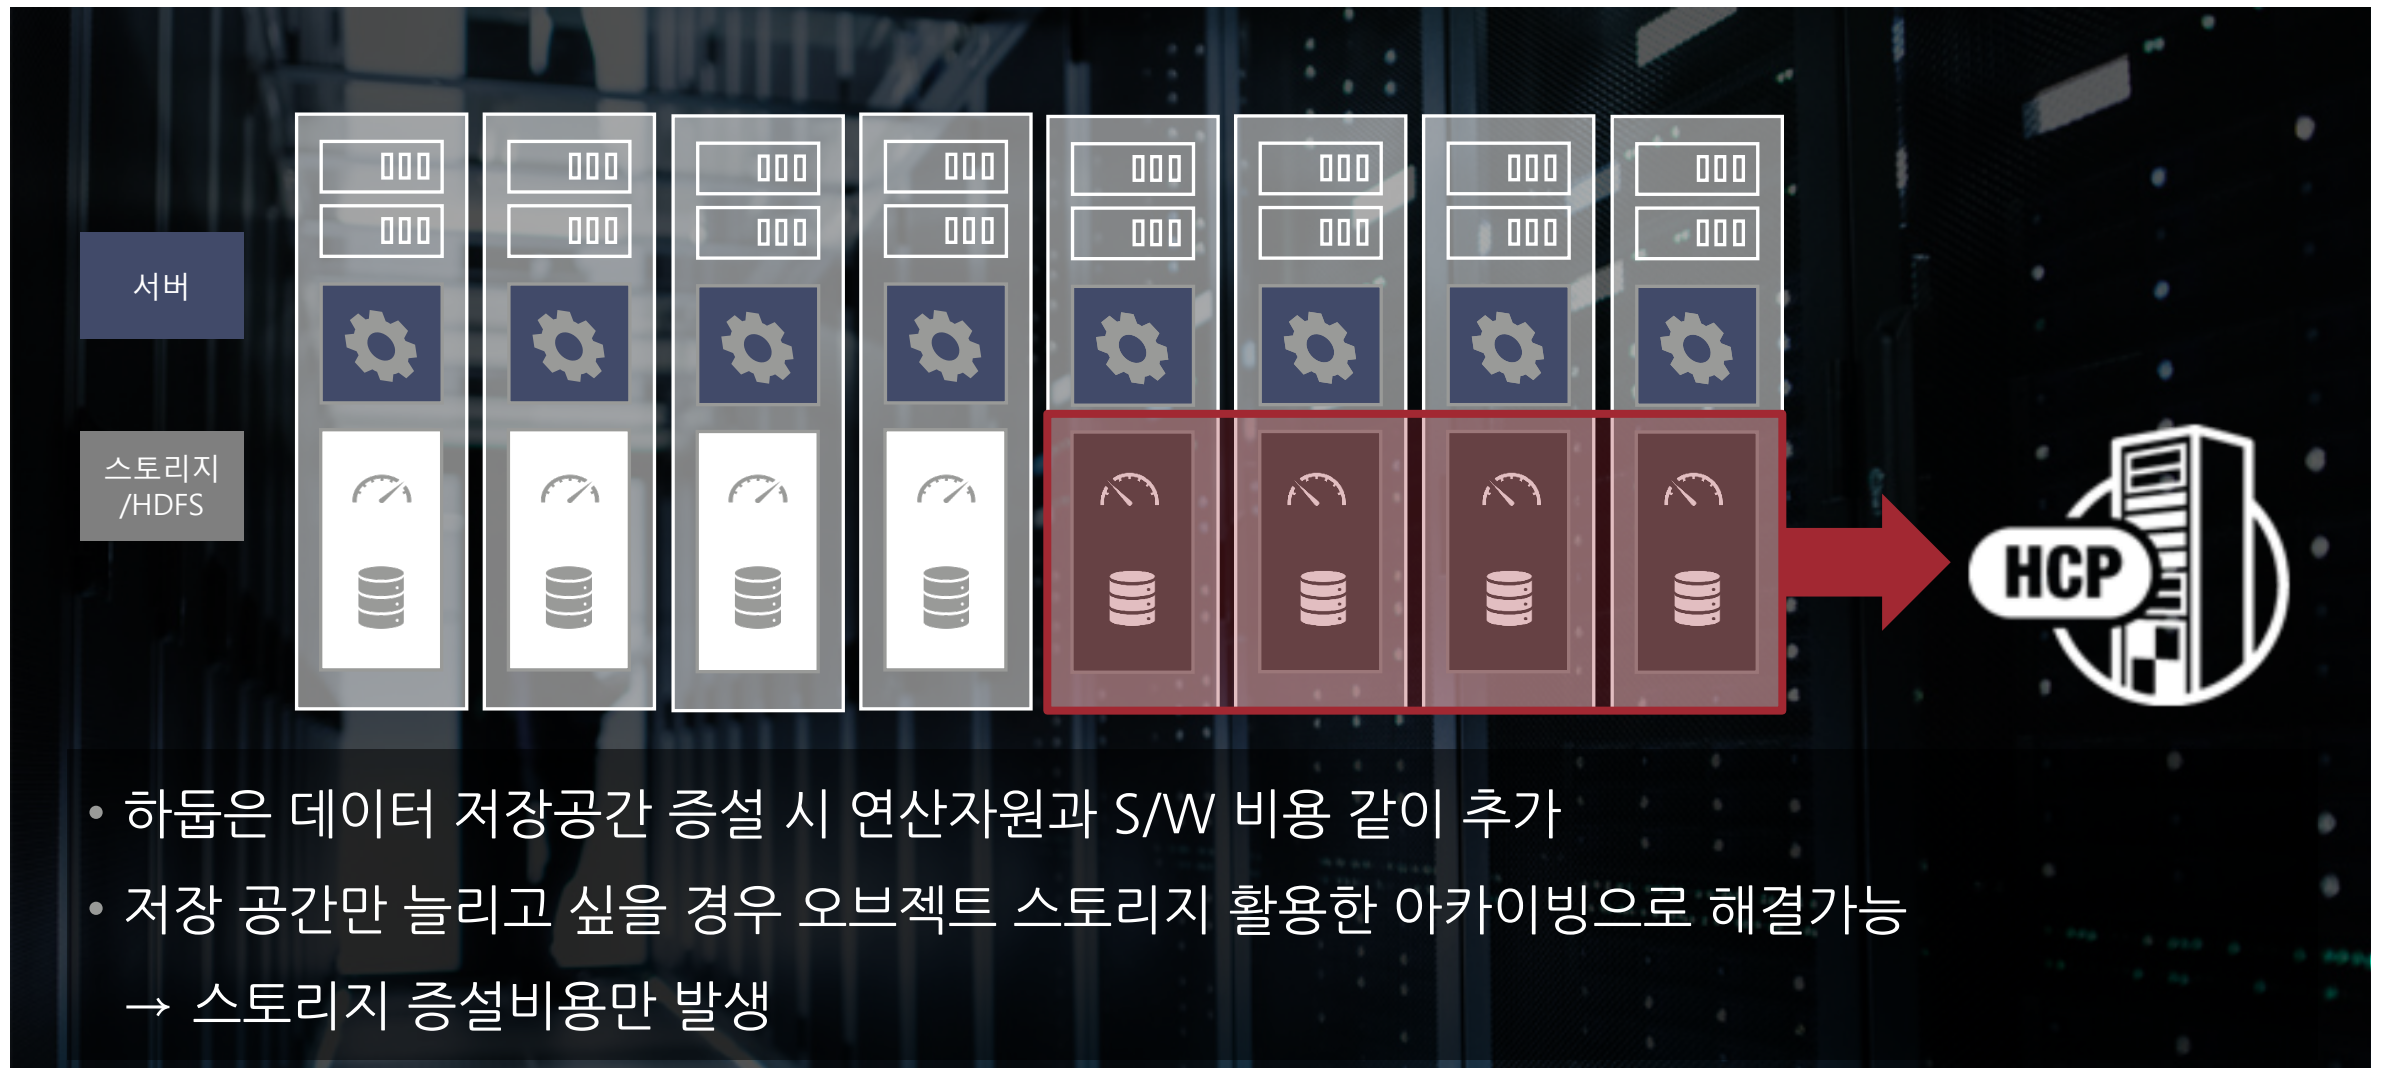 서버
스토리지
/HDFS
HCP
• 하둡은 데이터 저장공간 증설 시 연산자원과 S/W 비용 같이 추가
• 저장 공간만 늘리고 싶을 경우 오브젝트 스토리지 활용한 아카이빙으로 해결가능
→ 스토리지 증설비용만 발생